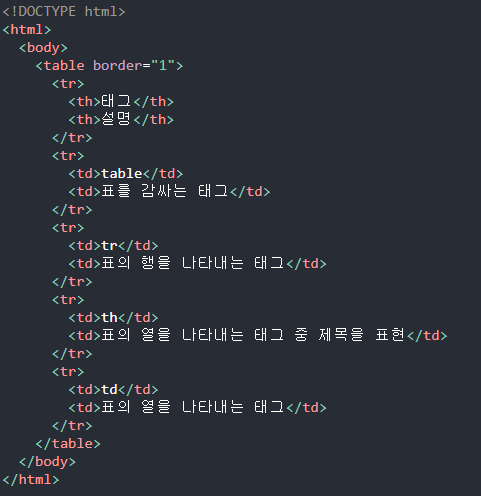 <!DOCTYPE html>
<html>
  <body>
    <table border="1">
      <tr>
        <th>태그</th>
        <th>설명</th>
      </tr>
      <tr>
        <td>table</td>
        <td>표를 감싸는 태그</td>
      </tr>
      <tr>
        <td>tr</td>
        <td>표의 행을 나타내는 태그</td>
      </tr>
      <tr>
        <td>th</td>
        <td>표의 열을 나타내는 태그 중 제목을 표현</td>
      </tr>
      <tr>
        <td>td</td>
        <td>표의 열을 나타내는 태그</td>
      </tr>
    </table>
  </body>
</html>